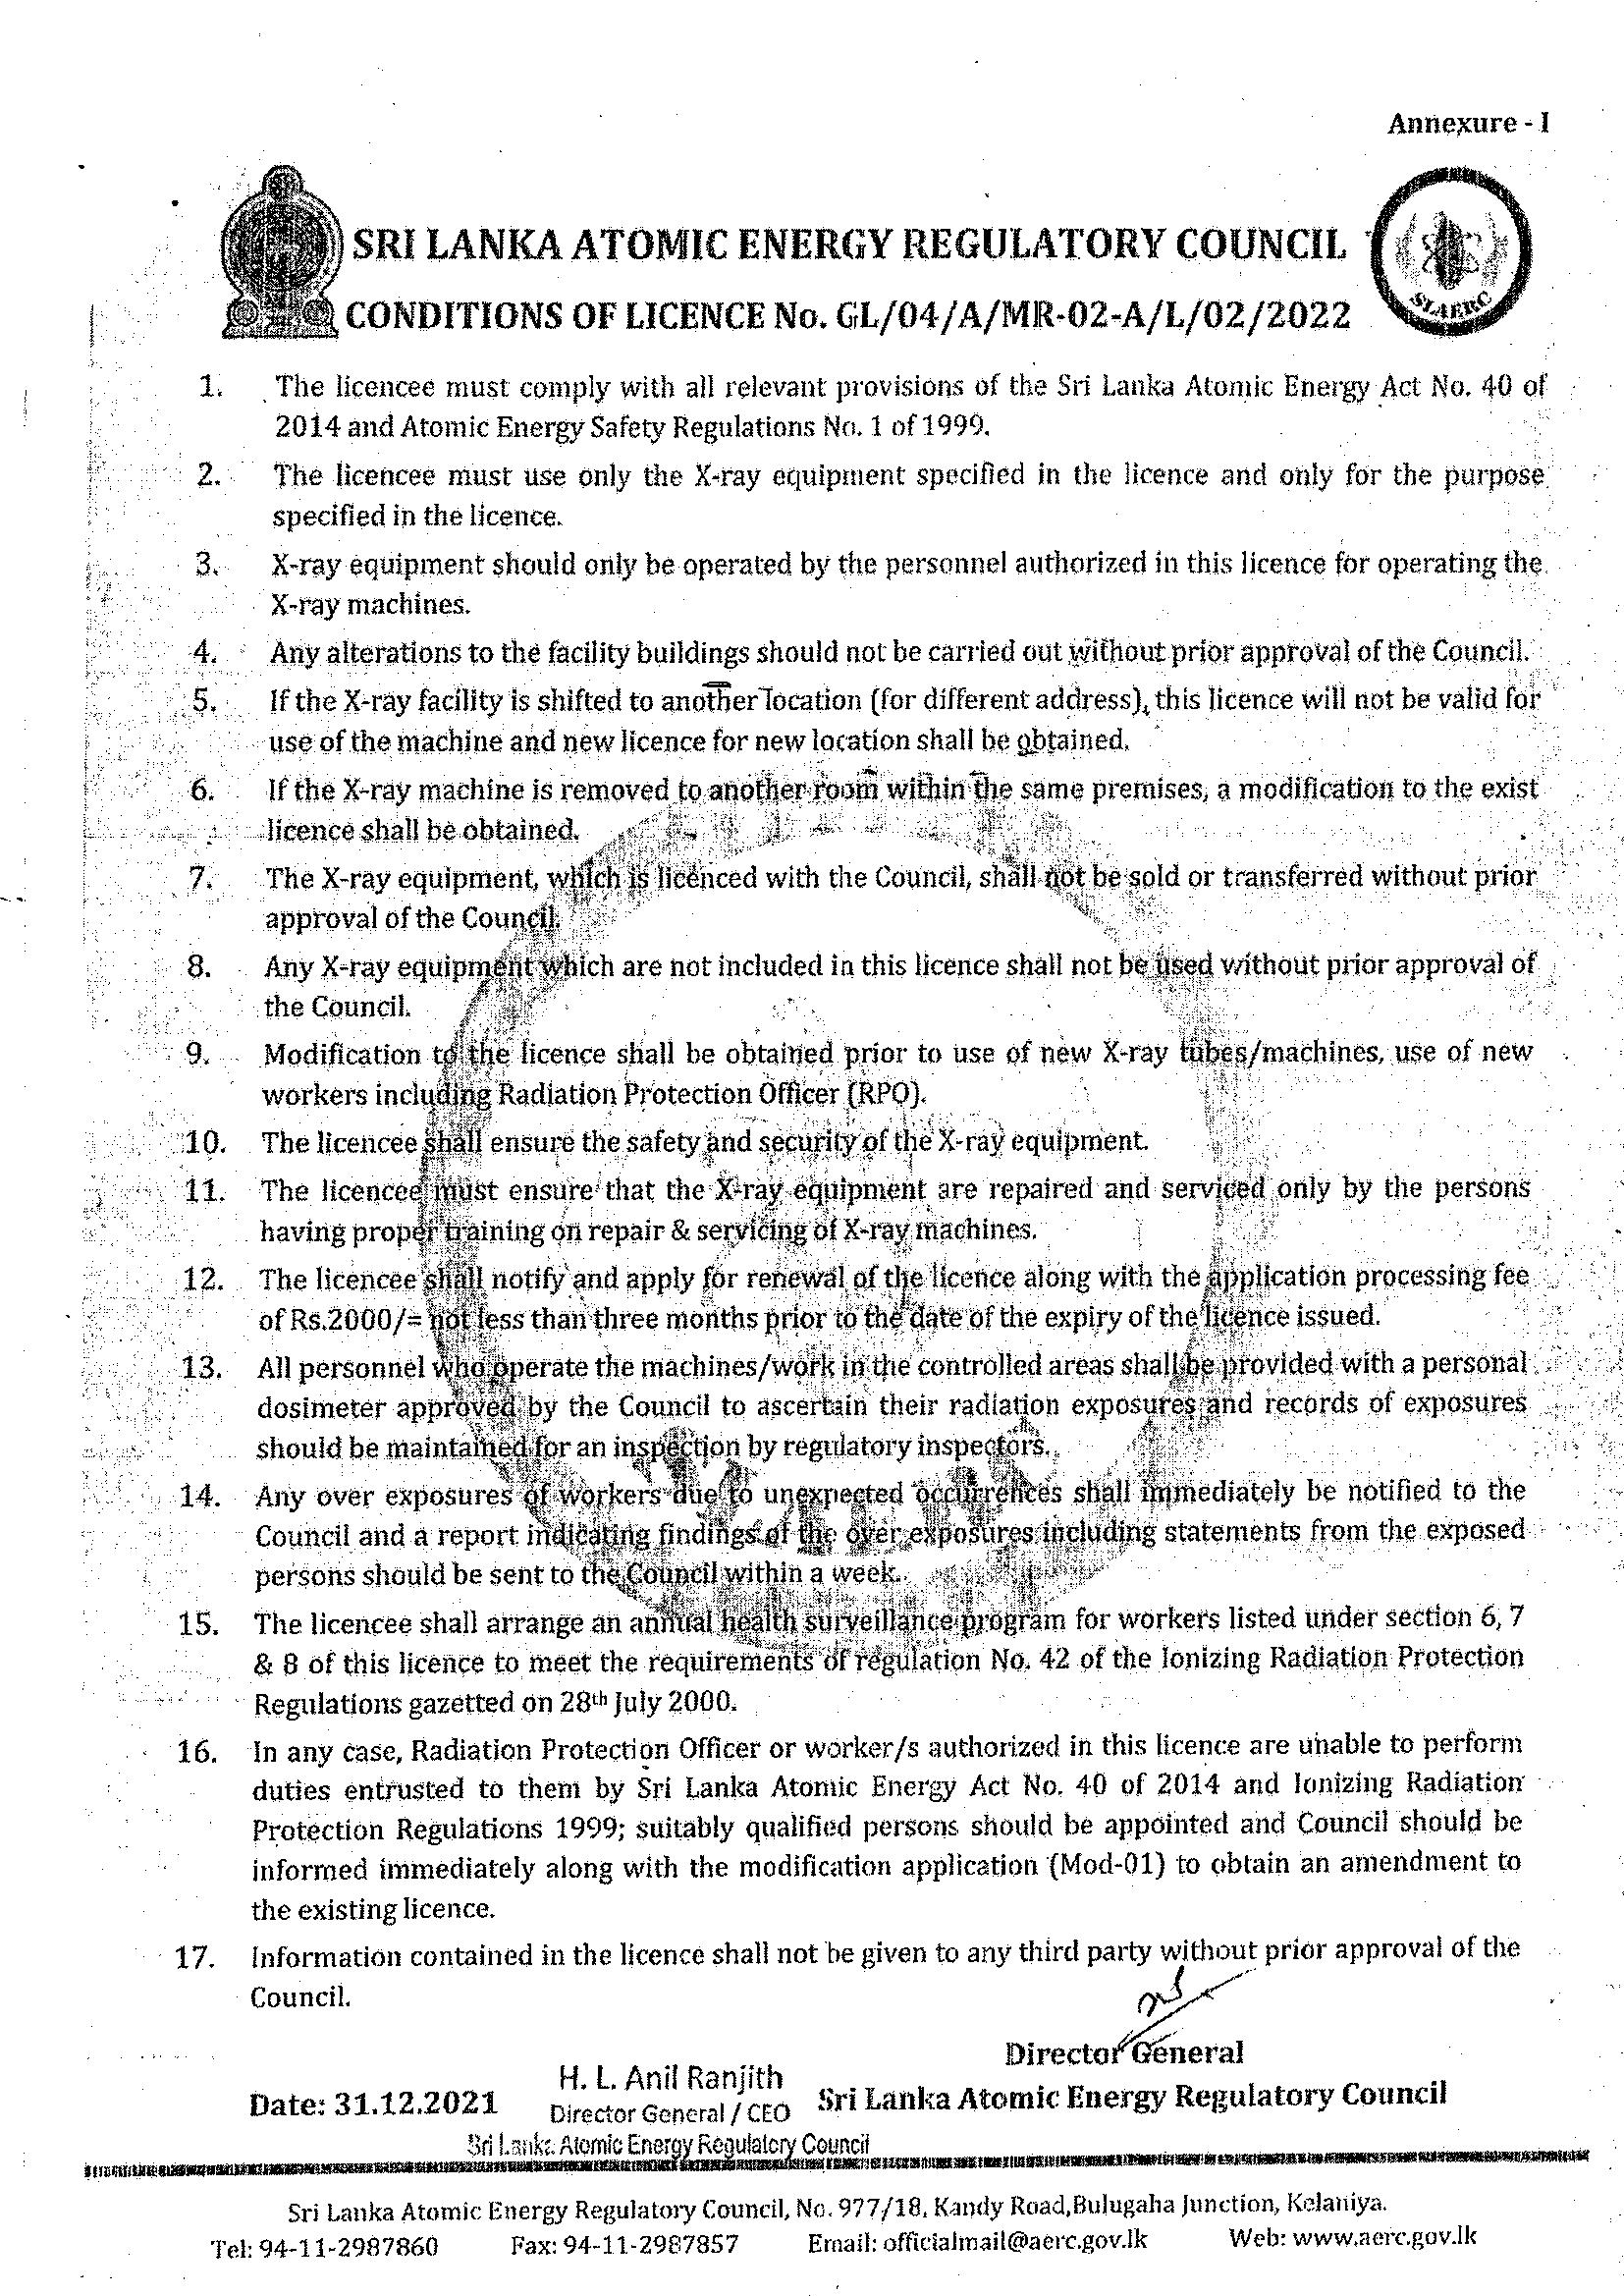 Annexure - I
SRI LANKA ATOMIC ENERGY REGULATORY COUNCIL
CONDITIONS OF LICENCE No. GL/04/A/MR-02-A/L/02/2022
SLAERC
1. The licencee must comply with all relevant provisions of the Sri Lanka Atomic Energy Act No. 40 of
2014 and Atomic Energy Safety Regulations No. 1 of 1999.
2. The licencee must use only the X-ray equipment specified in the licence and only for the purpose
specified in the licence.
3. X-ray equipment should only be operated by the personnel authorized in this licence for operating the
X-ray machines.
4. Any alterations to the facility buildings should not be carried out without prior approval of the Council.
5. If the X-ray facility is shifted to another location (for different address), this licence will not be valid for
use of the machine and new licence for new location shall be obtained.
6. If the X-ray machine is removed to another room within the same premises, a modification to the exist
licence shall be obtained.
7. The X-ray equipment, which is licenced with the Council, shall not be sold or transferred without prior
approval of the Council.
8. Any X-ray equipment which are not included in this licence shall not be used without prior approval of
the Council.
9. Modification to the licence shall be obtained prior to use of new X-ray tubes/machines, use of new
workers including Radiation Protection Officer (RPO).
10. The licencee shall ensure the safety and security of the X-ray equipment.
11. The licencee must ensure that the X-ray equipment are repaired and serviced only by the persons
having proper training on repair & servicing of X-ray machines.
12. The licencee shall notify and apply for renewal of the licence along with the application processing fee
of Rs.2000/= not less than three months prior to the date of the expiry of the licence issued.
13. All personnel who operate the machines/work in the controlled areas shall be provided with a personal
dosimeter approved by the Council to ascertain their radiation exposures and records of exposures
should be maintained for an inspection by regulatory inspectors.
14. Any over exposures of workers due to unexpected occurrences shall immediately be notified to the
Council and a report indicating findings of the over exposures including statements from the exposed
persons should be sent to the Council within a week.
15. The licencee shall arrange an annual health surveillance program for workers listed under section 6, 7
& 8 of this licence to meet the requirements of regulation No. 42 of the Ionizing Radiation Protection
Regulations gazetted on 28th July 2000.
16. In any case, Radiation Protection Officer or worker/s authorized in this licence are unable to perform
duties entrusted to them by Sri Lanka Atomic Energy Act No. 40 of 2014 and Ionizing Radiation
Protection Regulations 1999; suitably qualified persons should be appointed and Council should be
informed immediately along with the modification application (Mod-01) to obtain an amendment to
the existing licence.
17. Information contained in the licence shall not be given to any third party without prior approval of the
Council.
Director General
H. L. Anil Ranjith
Date: 31.12.2021 Director General / CEO Sri Lanka Atomic Energy Regulatory Council
Sri Lanka Atomic Energy Regulatory Council
Sri Lanka Atomic Energy Regulatory Council, No. 977/18, Kandy Road,Bulugaha Junction, Kelaniya.
Tel: 94-11-2987860 Fax: 94-11-2987857 Email: officialmail@aerc.gov.lk Web: www.aerc.gov.lk